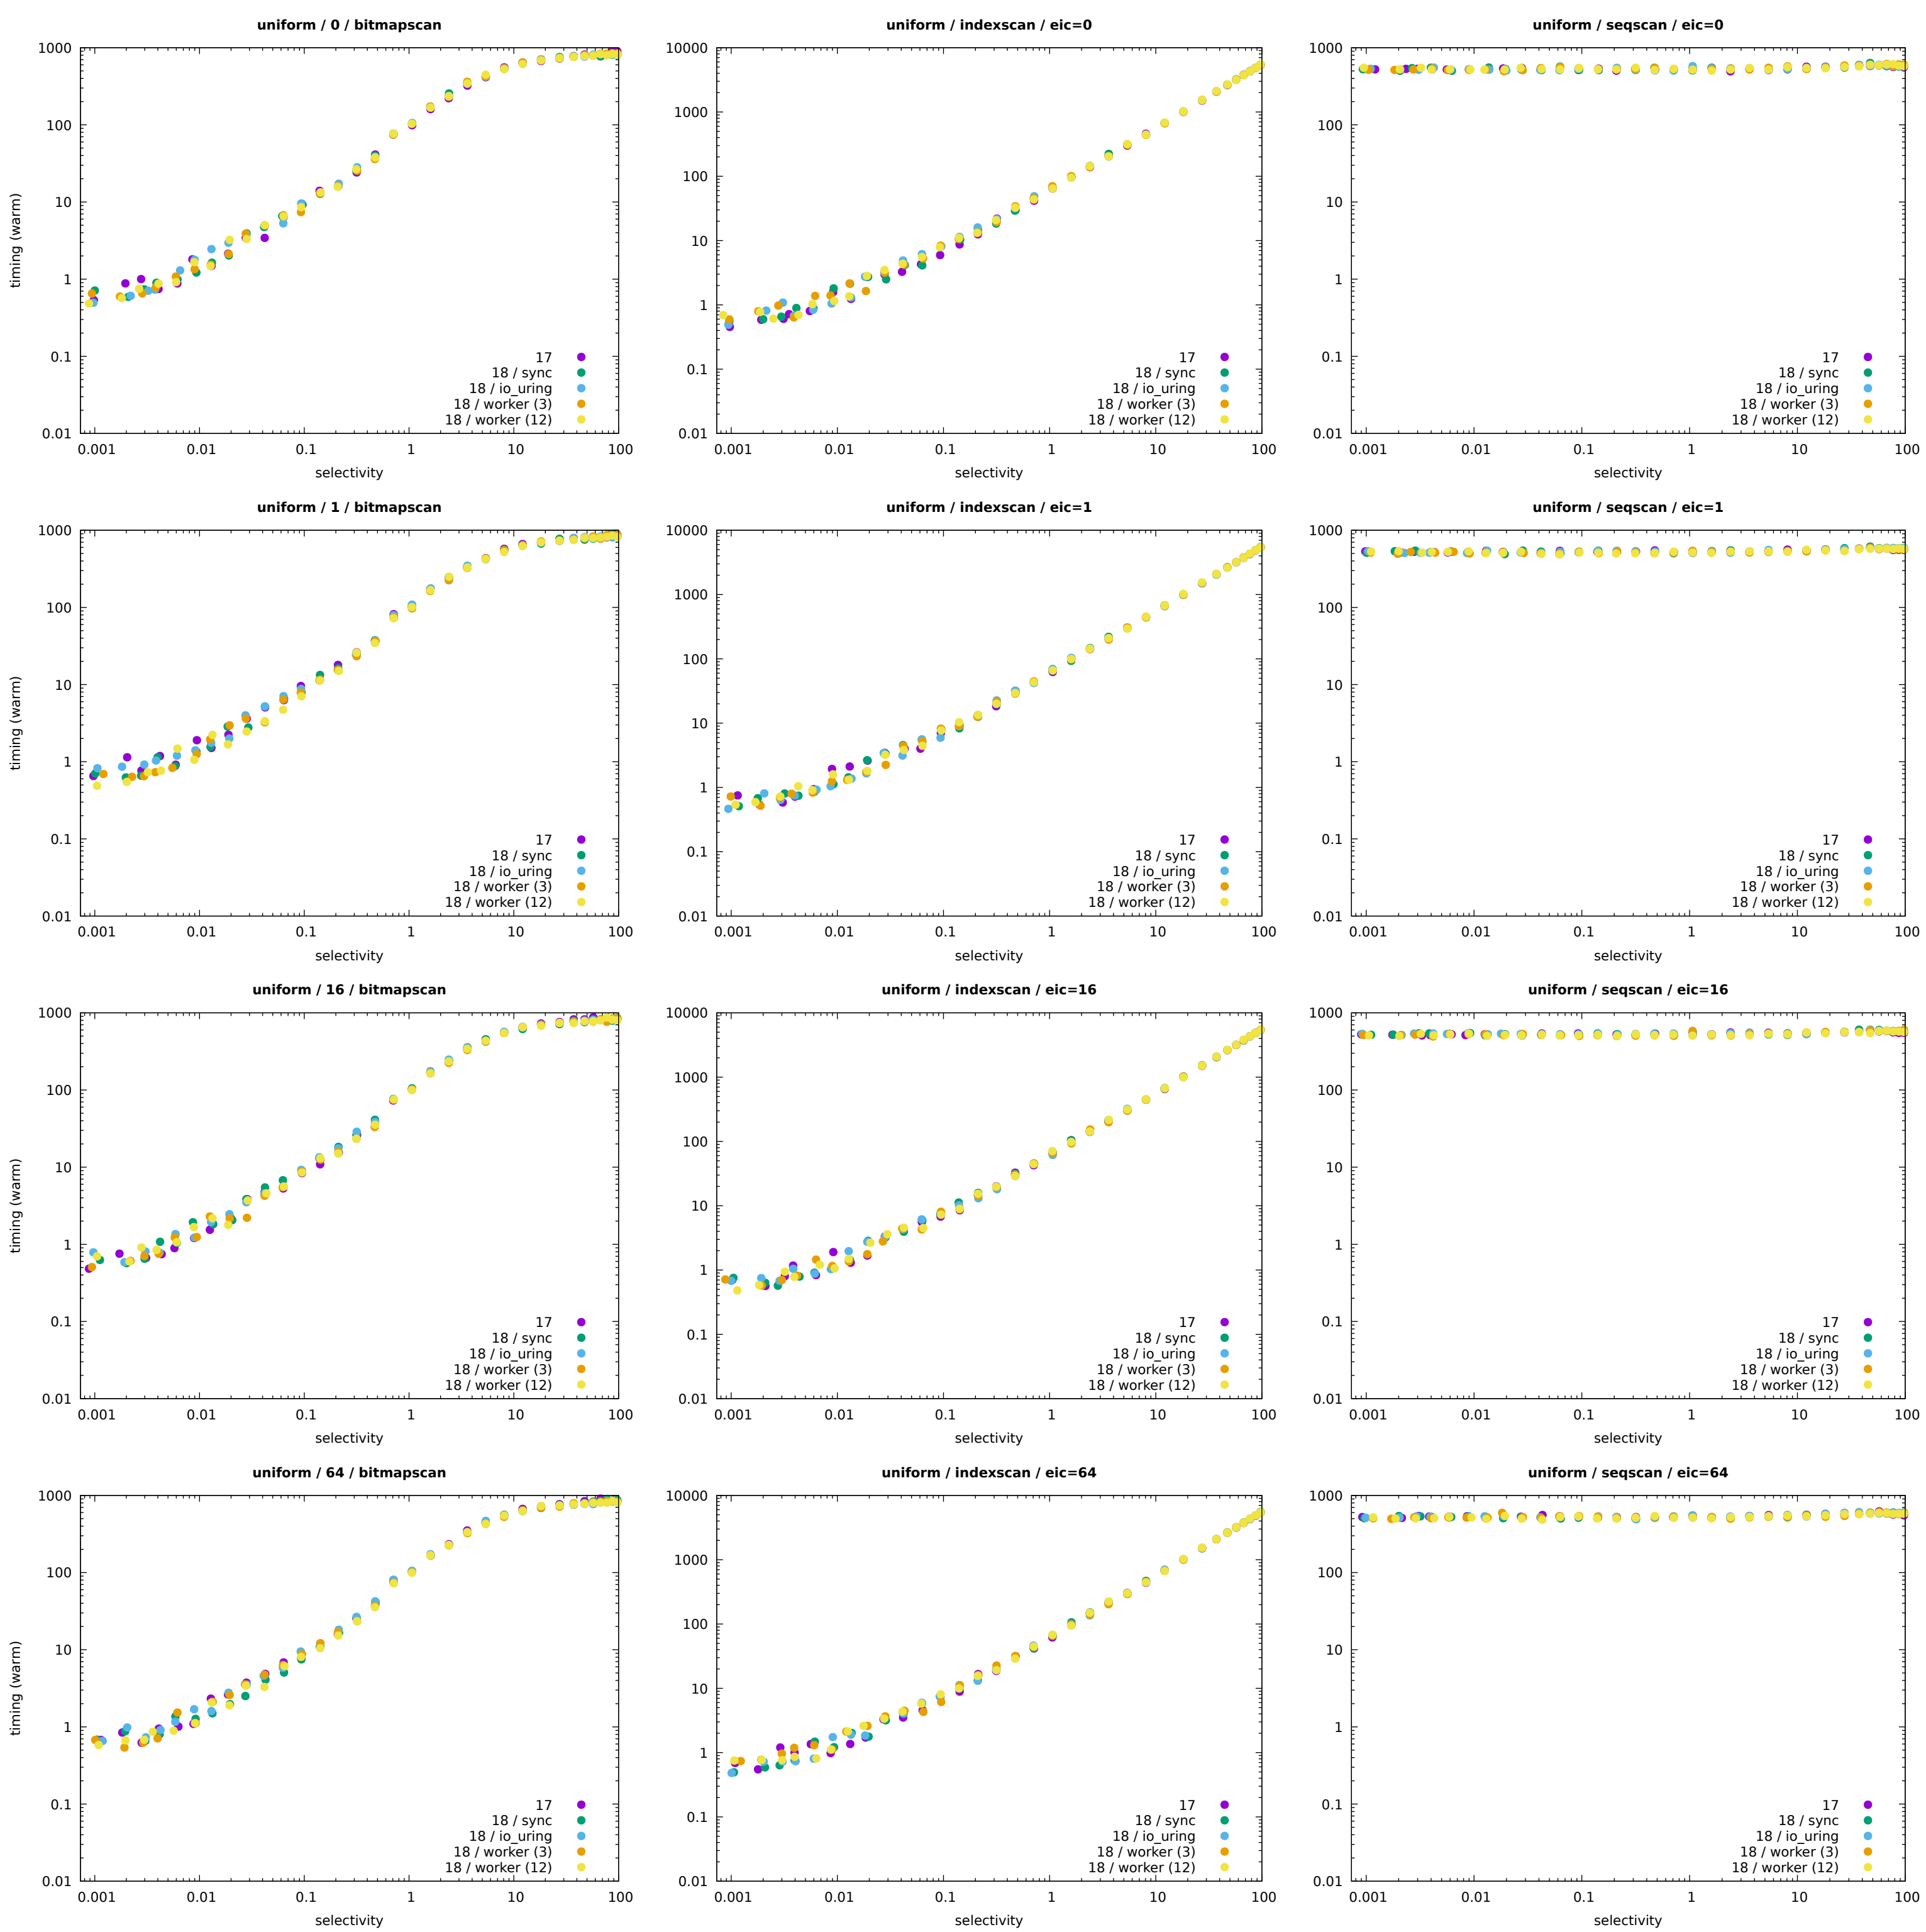 uniform / 0 / bitmapscan
1000
100
10
1
0.1
0.01
timing (warm)
17
18 / sync
18 / io_uring
18 / worker (3)
18 / worker (12)
0.001 0.01 0.1 1 10 100
selectivity
uniform / indexscan / eic=0
10000
1000
100
10
1
0.1
0.01
17
18 / sync
18 / io_uring
18 / worker (3)
18 / worker (12)
0.001 0.01 0.1 1 10 100
selectivity
uniform / seqscan / eic=0
1000
100
10
1
0.1
0.01
17
18 / sync
18 / io_uring
18 / worker (3)
18 / worker (12)
0.001 0.01 0.1 1 10 100
selectivity
uniform / 1 / bitmapscan
1000
100
10
1
0.1
0.01
timing (warm)
17
18 / sync
18 / io_uring
18 / worker (3)
18 / worker (12)
0.001 0.01 0.1 1 10 100
selectivity
uniform / indexscan / eic=1
10000
1000
100
10
1
0.1
0.01
17
18 / sync
18 / io_uring
18 / worker (3)
18 / worker (12)
0.001 0.01 0.1 1 10 100
selectivity
uniform / seqscan / eic=1
1000
100
10
1
0.1
0.01
17
18 / sync
18 / io_uring
18 / worker (3)
18 / worker (12)
0.001 0.01 0.1 1 10 100
selectivity
uniform / 16 / bitmapscan
1000
100
10
1
0.1
0.01
timing (warm)
17
18 / sync
18 / io_uring
18 / worker (3)
18 / worker (12)
0.001 0.01 0.1 1 10 100
selectivity
uniform / indexscan / eic=16
10000
1000
100
10
1
0.1
0.01
17
18 / sync
18 / io_uring
18 / worker (3)
18 / worker (12)
0.001 0.01 0.1 1 10 100
selectivity
uniform / seqscan / eic=16
1000
100
10
1
0.1
0.01
17
18 / sync
18 / io_uring
18 / worker (3)
18 / worker (12)
0.001 0.01 0.1 1 10 100
selectivity
uniform / 64 / bitmapscan
1000
100
10
1
0.1
0.01
timing (warm)
17
18 / sync
18 / io_uring
18 / worker (3)
18 / worker (12)
0.001 0.01 0.1 1 10 100
selectivity
uniform / indexscan / eic=64
10000
1000
100
10
1
0.1
0.01
17
18 / sync
18 / io_uring
18 / worker (3)
18 / worker (12)
0.001 0.01 0.1 1 10 100
selectivity
uniform / seqscan / eic=64
1000
100
10
1
0.1
0.01
17
18 / sync
18 / io_uring
18 / worker (3)
18 / worker (12)
0.001 0.01 0.1 1 10 100
selectivity